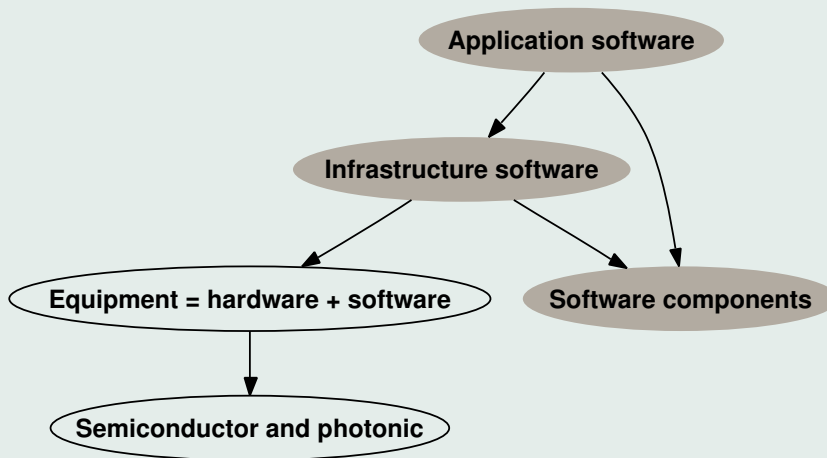 Application software
Infrastructure software
Equipment = hardware + software
Software components
Semiconductor and photonic